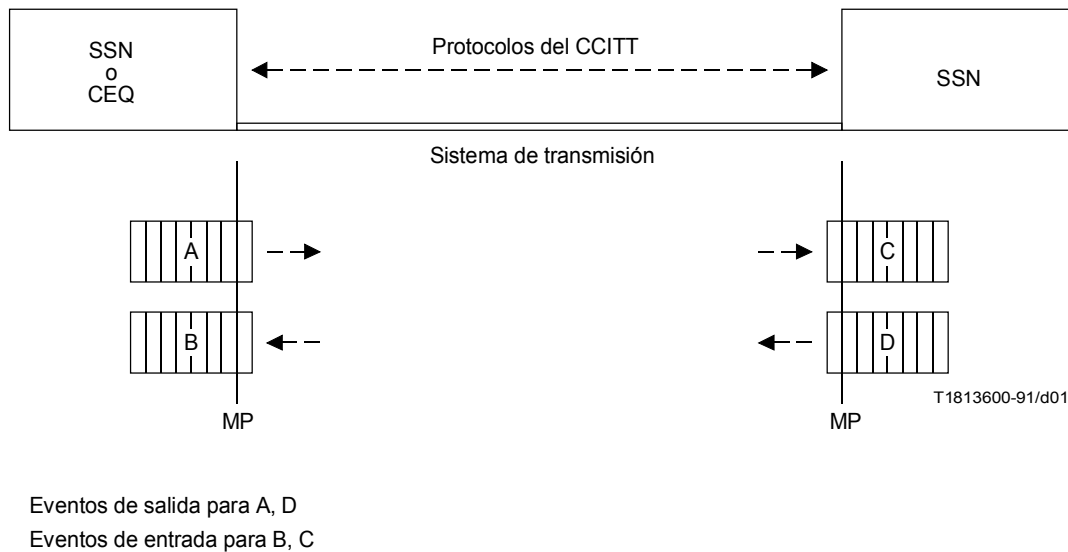 SSN
o
CEQ
Protocolos del CCITT
SSN
Sistema de transmisión
A
C
B
D
T1813600-91/d01
MP
MP
Eventos de salida para A, D
Eventos de entrada para B, C